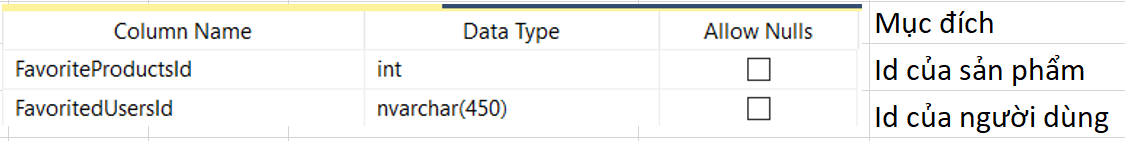 Column Name Data Type Allow Nulls Mục đích
FavoriteProductsId int Id của sản phẩm
FavoritedUsersId nvarchar(450) Id của người dùng